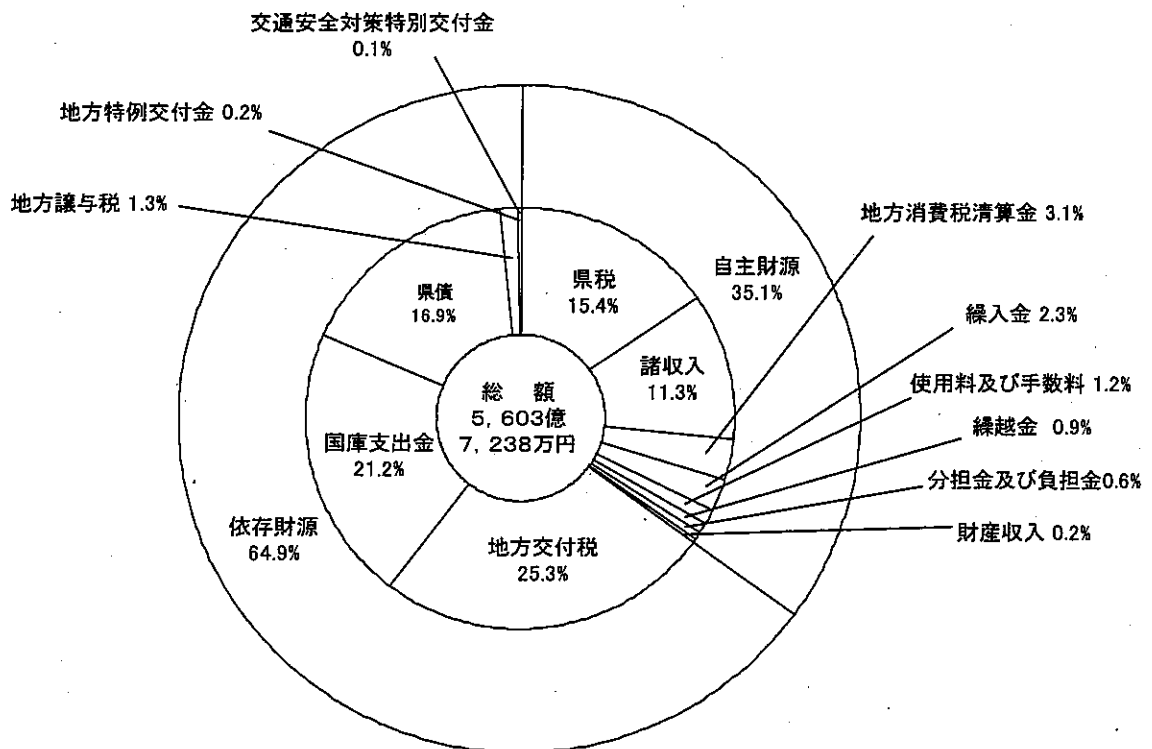 交通安全対策特別交付金
0.1%
地方特例交付金 0.2%
地方譲与税 1.3%
地方消費税清算金 3.1%
自主財源
35.1%
県税
15.4%
県債
16.9%
繰入金 2.3%
諸収入
11.3%
使用料及び手数料 1.2%
総 額
5,603億
7,238万円
繰越金 0.9%
国庫支出金
21.2%
分担金及び負担金0.6%
依存財源
64.9%
財産収入 0.2%
地方交付税
25.3%